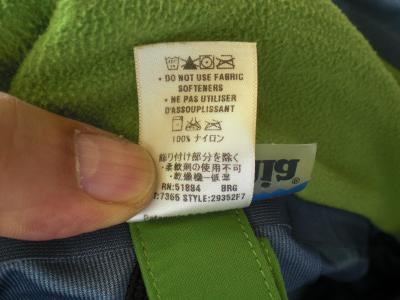 • DO NOT USE FABRIC
SOFTENERS
• NE PAS UTILISER
D'ASSOUPLISSANT
100% ナイロン
飾り付け部分を除く
・柔軟剤の使用不可
・乾燥機-低温
RN:51884 BRG
:7366 STYLE:29352F7